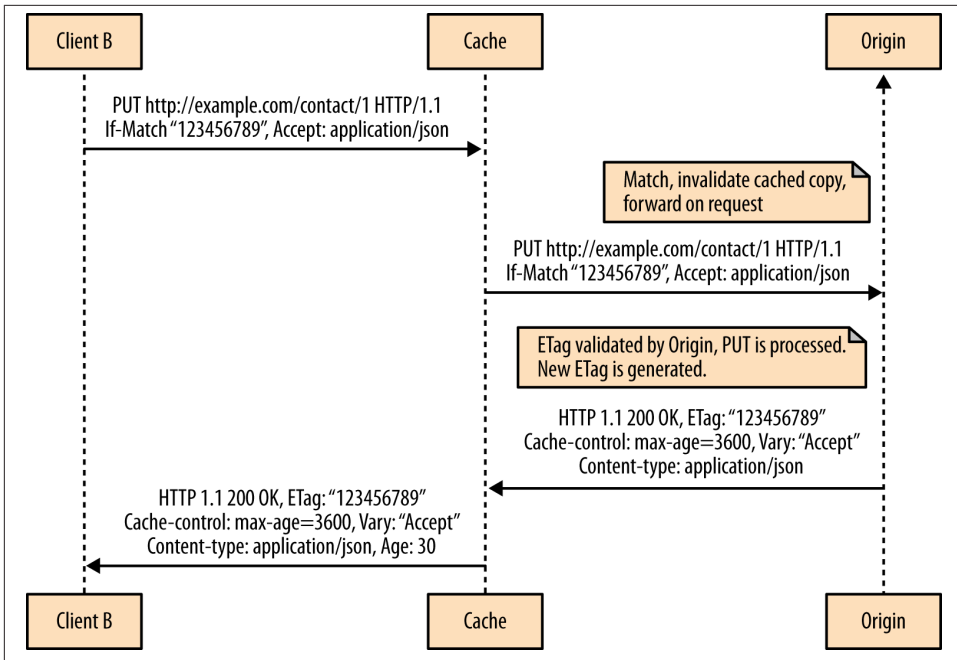 Client B
Cache
Origin
PUT http://example.com/contact/1 HTTP/1.1
If-Match “123456789”, Accept: application/json
Match, invalidate cached copy,
forward on request
PUT http://example.com/contact/1 HTTP/1.1
If-Match “123456789”, Accept: application/json
ETag validated by Origin, PUT is processed.
New ETag is generated.
HTTP 1.1 200 OK, ETag: “123456789”
Cache-control: max-age=3600, Vary: “Accept”
Content-type: application/json
HTTP 1.1 200 OK, ETag: “123456789”
Cache-control: max-age=3600, Vary: “Accept”
Content-type: application/json, Age: 30
Client B
Cache
Origin